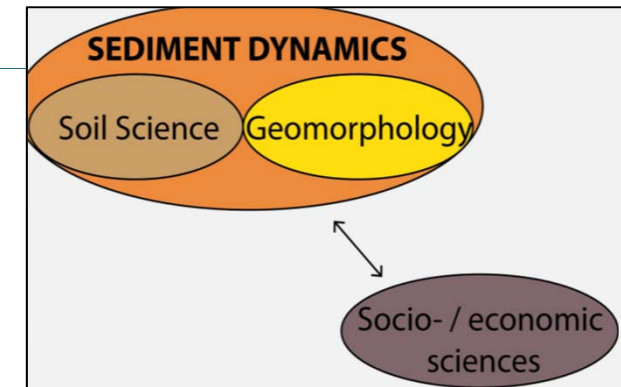 SEDIMENT DYNAMICS
Soil Science
Geomorphology
Socio- / economic
sciences